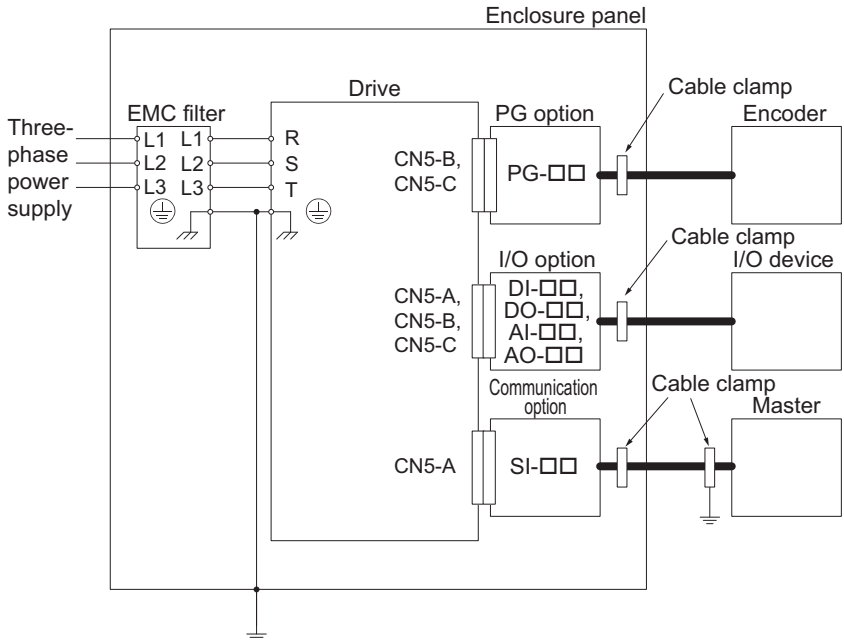 Enclosure panel
Three-
phase
power
supply
EMC filter
L1 L1
L2 L2
L3 L3
Drive
R
S
T
CN5-B,
CN5-C
PG option
PG-□□
Cable clamp
Encoder
CN5-A,
CN5-B,
CN5-C
I/O option
DI-□□,
DO-□□,
AI-□□,
AO-□□
Cable clamp
I/O device
CN5-A
Communication
option
SI-□□
Cable clamp
Master